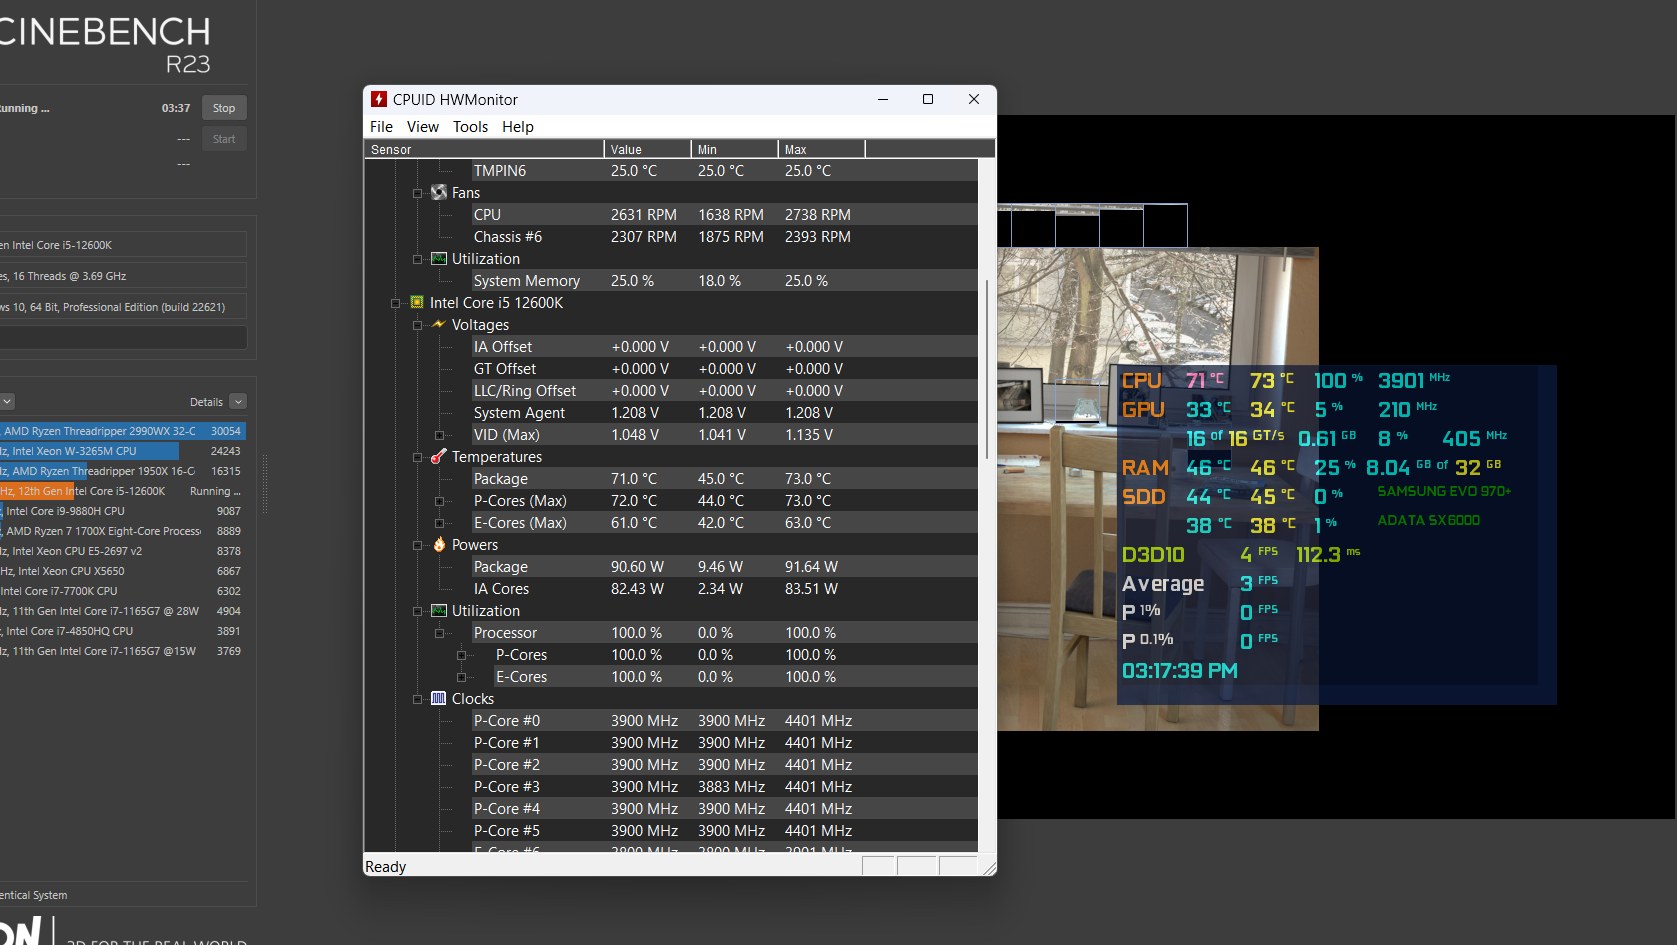 CINEBENCH
R23
unning ... 03:37 Stop
--- Start
---
en Intel Core i5-12600K
es, 16 Threads @ 3.69 GHz
ws 10, 64 Bit, Professional Edition (build 22621)
Details
, AMD Ryzen Threadripper 2990WX 32-C 30054
Hz, Intel Xeon W-3265M CPU 24243
Hz, AMD Ryzen Threadripper 1950X 16-C 16315
Hz, 12th Gen Intel Core i5-12600K Running ...
, Intel Core i9-9880H CPU 9087
, AMD Ryzen 7 1700X Eight-Core Process 8889
Hz, Intel Xeon CPU E5-2697 v2 8378
Hz, Intel Xeon CPU X5650 6867
Intel Core i7-7700K CPU 6302
Hz, 11th Gen Intel Core i7-1165G7 @ 28W 4904
, Intel Core i7-4850HQ CPU 3891
Hz, 11th Gen Intel Core i7-1165G7 @15W 3769
entical System
ON
3D FOR THE REAL WORLD
CPUID HWMonitor
File View Tools Help
Sensor Value Min Max
TMPIN6 25.0 °C 25.0 °C 25.0 °C
Fans
CPU 2631 RPM 1638 RPM 2738 RPM
Chassis #6 2307 RPM 1875 RPM 2393 RPM
Utilization
System Memory 25.0 % 18.0 % 25.0 %
Intel Core i5 12600K
Voltages
IA Offset +0.000 V +0.000 V +0.000 V
GT Offset +0.000 V +0.000 V +0.000 V
LLC/Ring Offset +0.000 V +0.000 V +0.000 V
System Agent 1.208 V 1.208 V 1.208 V
VID (Max) 1.048 V 1.041 V 1.135 V
Temperatures
Package 71.0 °C 45.0 °C 73.0 °C
P-Cores (Max) 72.0 °C 44.0 °C 73.0 °C
E-Cores (Max) 61.0 °C 42.0 °C 63.0 °C
Powers
Package 90.60 W 9.46 W 91.64 W
IA Cores 82.43 W 2.34 W 83.51 W
Utilization
Processor 100.0 % 0.0 % 100.0 %
P-Cores 100.0 % 0.0 % 100.0 %
E-Cores 100.0 % 0.0 % 100.0 %
Clocks
P-Core #0 3900 MHz 3900 MHz 4401 MHz
P-Core #1 3900 MHz 3900 MHz 4401 MHz
P-Core #2 3900 MHz 3900 MHz 4401 MHz
P-Core #3 3900 MHz 3883 MHz 4401 MHz
P-Core #4 3900 MHz 3900 MHz 4401 MHz
P-Core #5 3900 MHz 3900 MHz 4401 MHz
E-Core #6 3800 MHz 3800 MHz 3901 MHz
Ready
CPU 71 °C 73 °C 100 % 3901 MHz
GPU 33 °C 34 °C 5 % 210 MHz
16 of 16 GT/s 0.61 GB 8 % 405 MHz
RAM 46 °C 46 °C 25 % 8.04 GB of 32 GB
SDD 44 °C 45 °C 0 % SAMSUNG EVO 970+
38 °C 38 °C 1 % ADATA SX6000
D3D10 4 FPS 112.3 ms
Average 3 FPS
P 1% 0 FPS
P 0.1% 0 FPS
03:17:39 PM